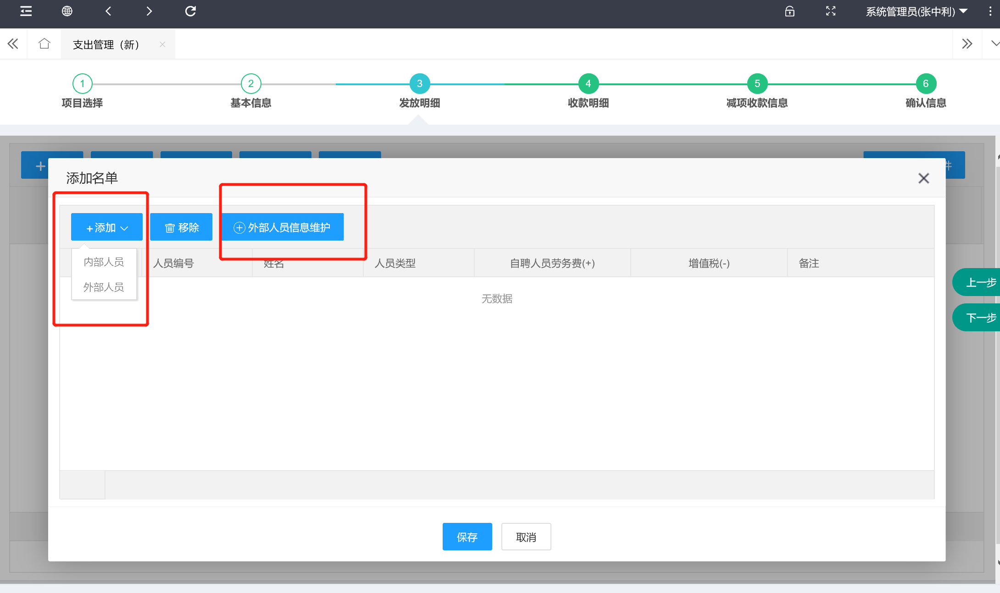 系统管理员(张中利)
支出管理（新）
1 2 3 4 5 6
项目选择 基本信息 发放明细 收款明细 减项收款信息 确认信息
添加名单
+添加 移除 外部人员信息维护
内部人员
外部人员
人员编号 姓名 人员类型 自聘人员劳务费(+) 增值税(-) 备注
无数据
上一步
下一步
保存 取消